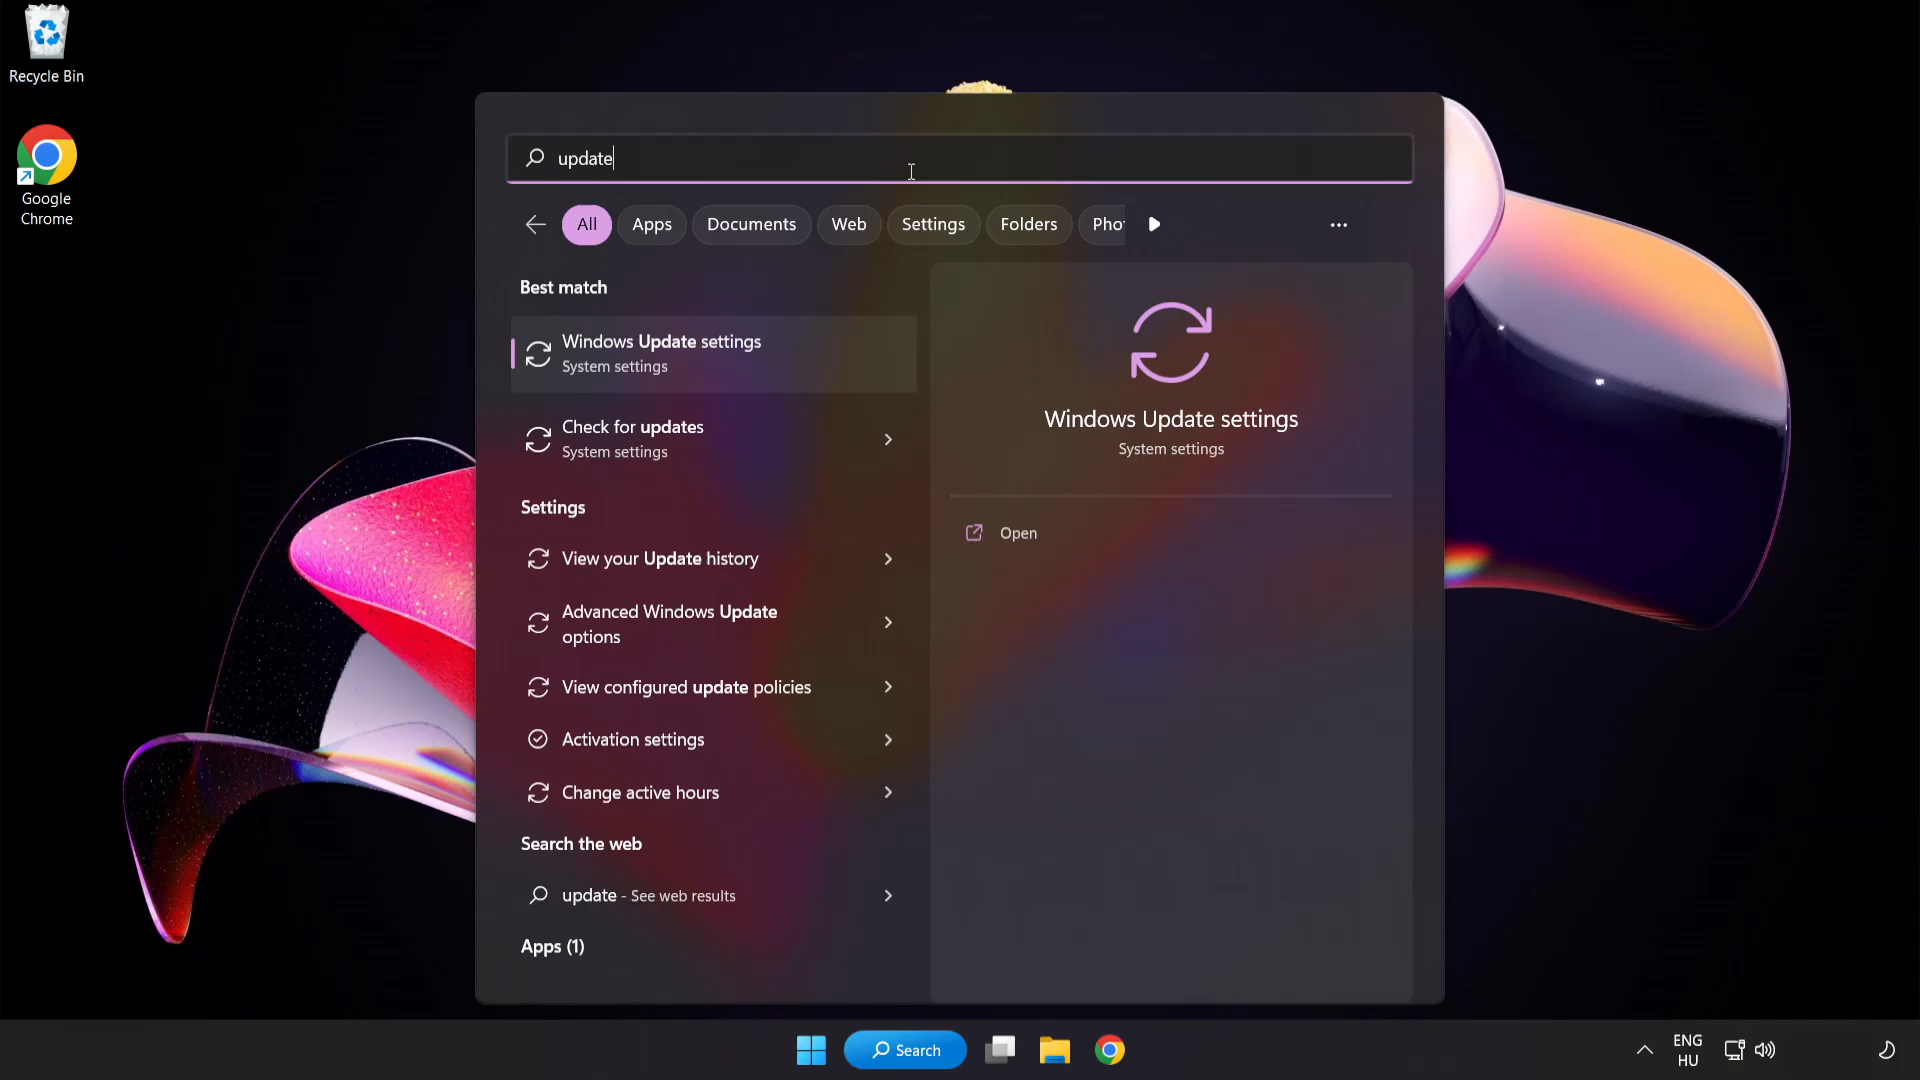 Recycle Bin
Google
Chrome
update
All
Apps
Documents
Web
Settings
Folders
Pho
Best match
Windows Update settings
System settings
Check for updates
System settings
Settings
View your Update history
Advanced Windows Update
options
View configured update policies
Activation settings
Change active hours
Search the web
update - See web results
Apps (1)
Windows Update settings
System settings
Open
Search
ENG
HU